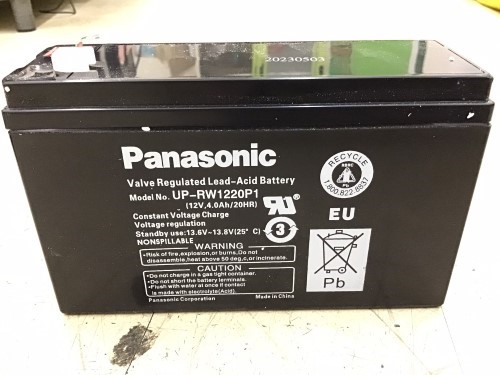 20230503
Panasonic
Valve Regulated Lead-Acid Battery
Model No. UP-RW1220P1
(12V,4.0Ah/20HR)
Constant Voltage Charge
Voltage regulation
Standby use:13.6V-13.8V(25° C)
NONSPILLABLE
WARNING
•Risk of fire,explosion,or burns,Do not
disassemble,heat above 50 deg,c,or incinerate.
CAUTION
•Do not charge in a gas tight container.
•Do not short the battery terminals.
•Flush with water at once if contact
is made with electrolyte(Acid).
Panasonic Corporation
Made in China
3
RECYCLE
Pb
1.800.822.8837
EU
Pb